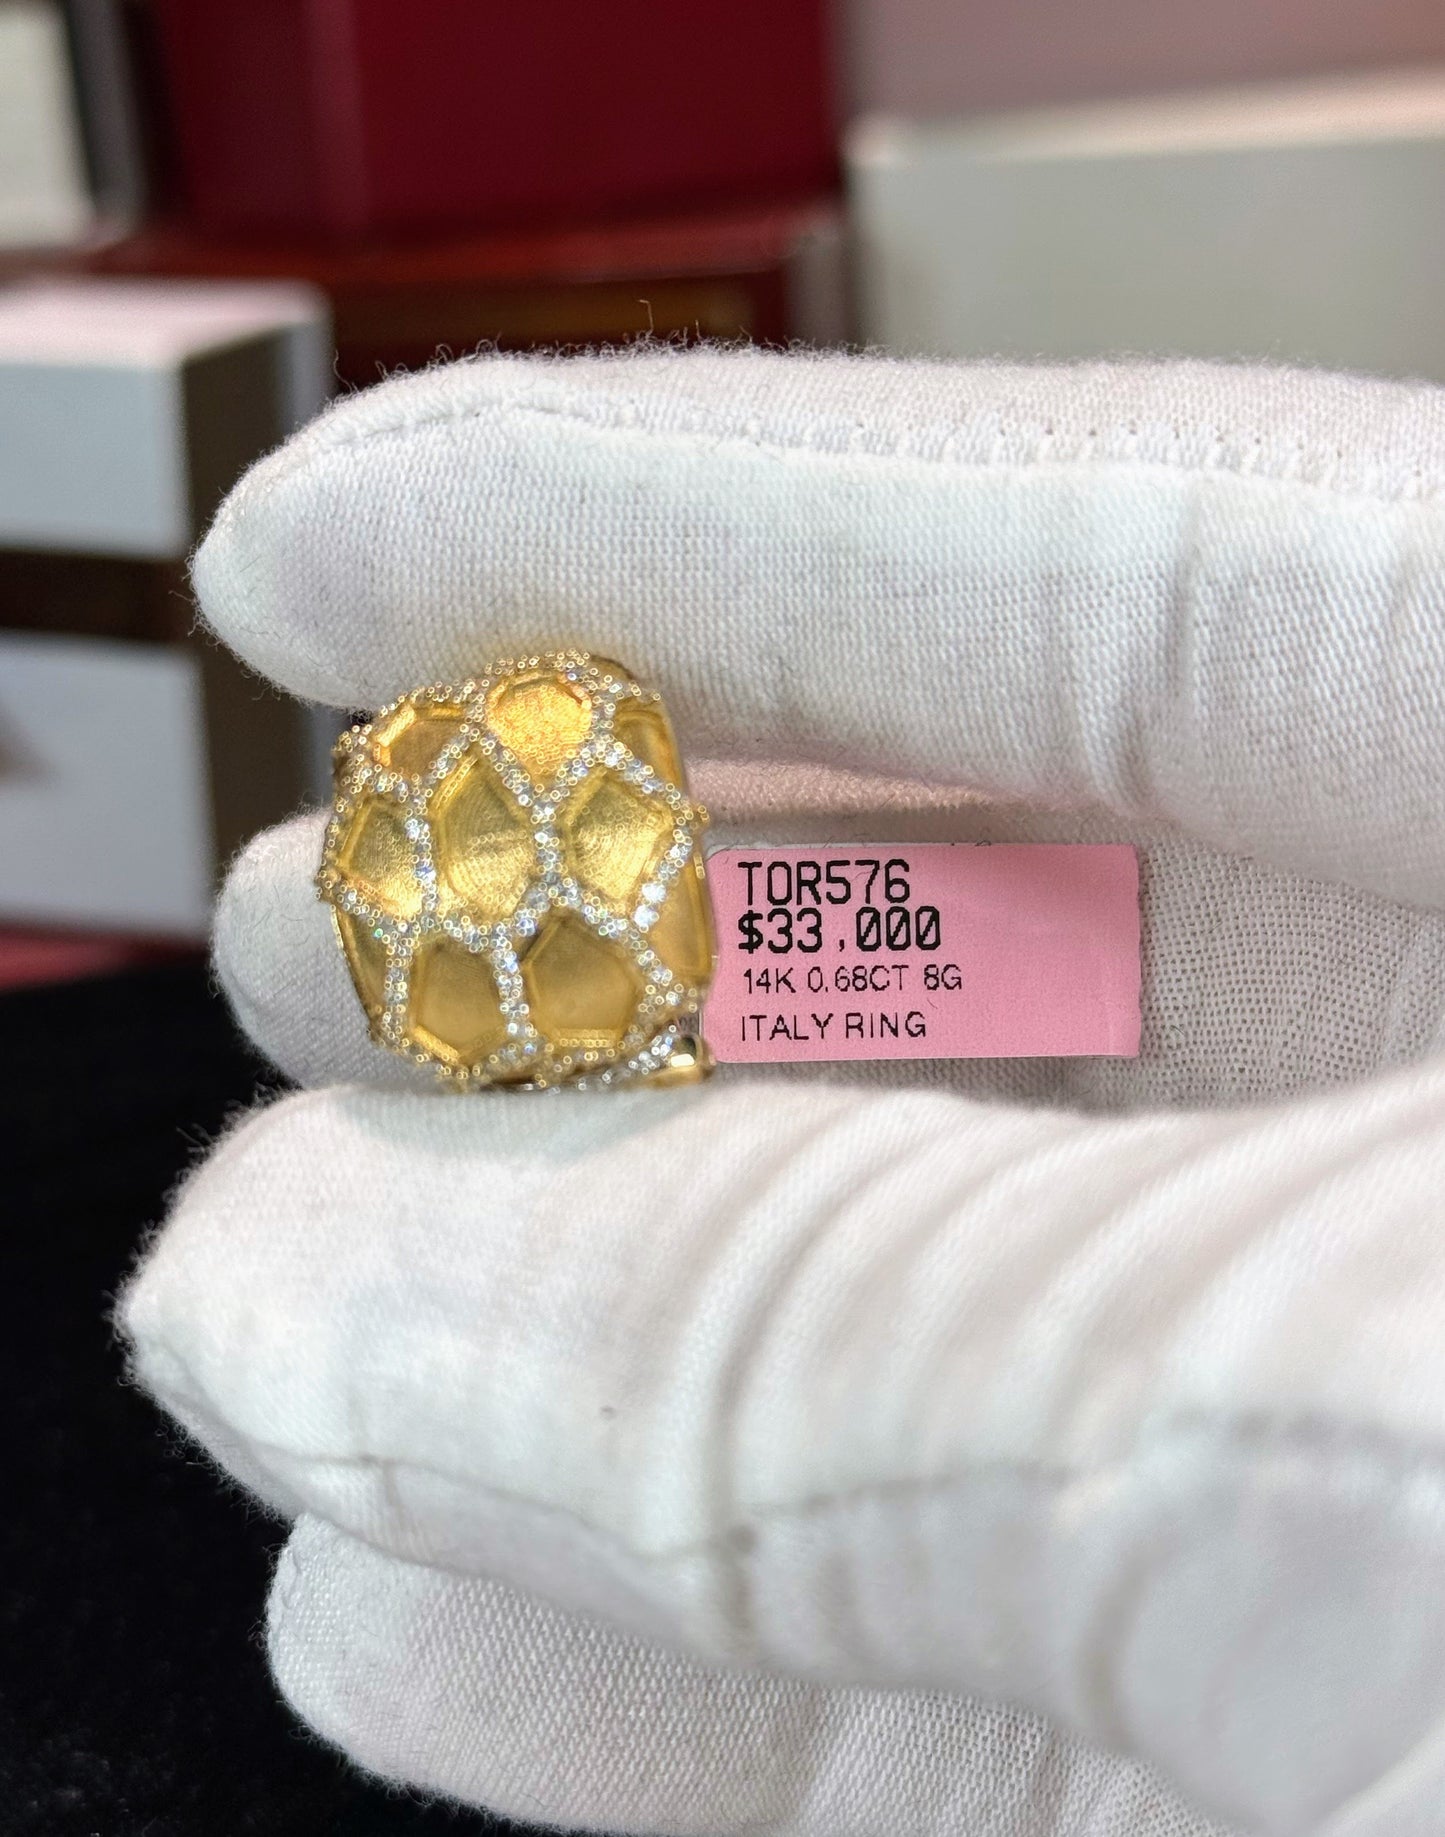 TOR576
$33,000
14K 0.68CT 8G
ITALY RING